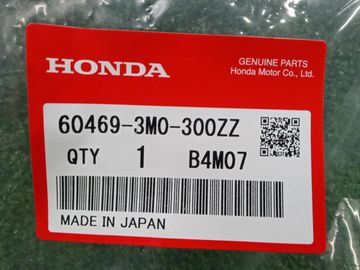 HONDA
GENUINE PARTS
Honda Motor Co., Ltd.
60469-3M0-300ZZ
QTY 1 B4M07
MADE IN JAPAN